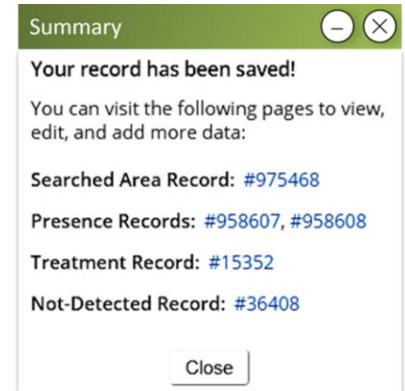 Summary
Your record has been saved!
You can visit the following pages to view,
edit, and add more data:
Searched Area Record: #975468
Presence Records: #958607, #958608
Treatment Record: #15352
Not-Detected Record: #36408
Close